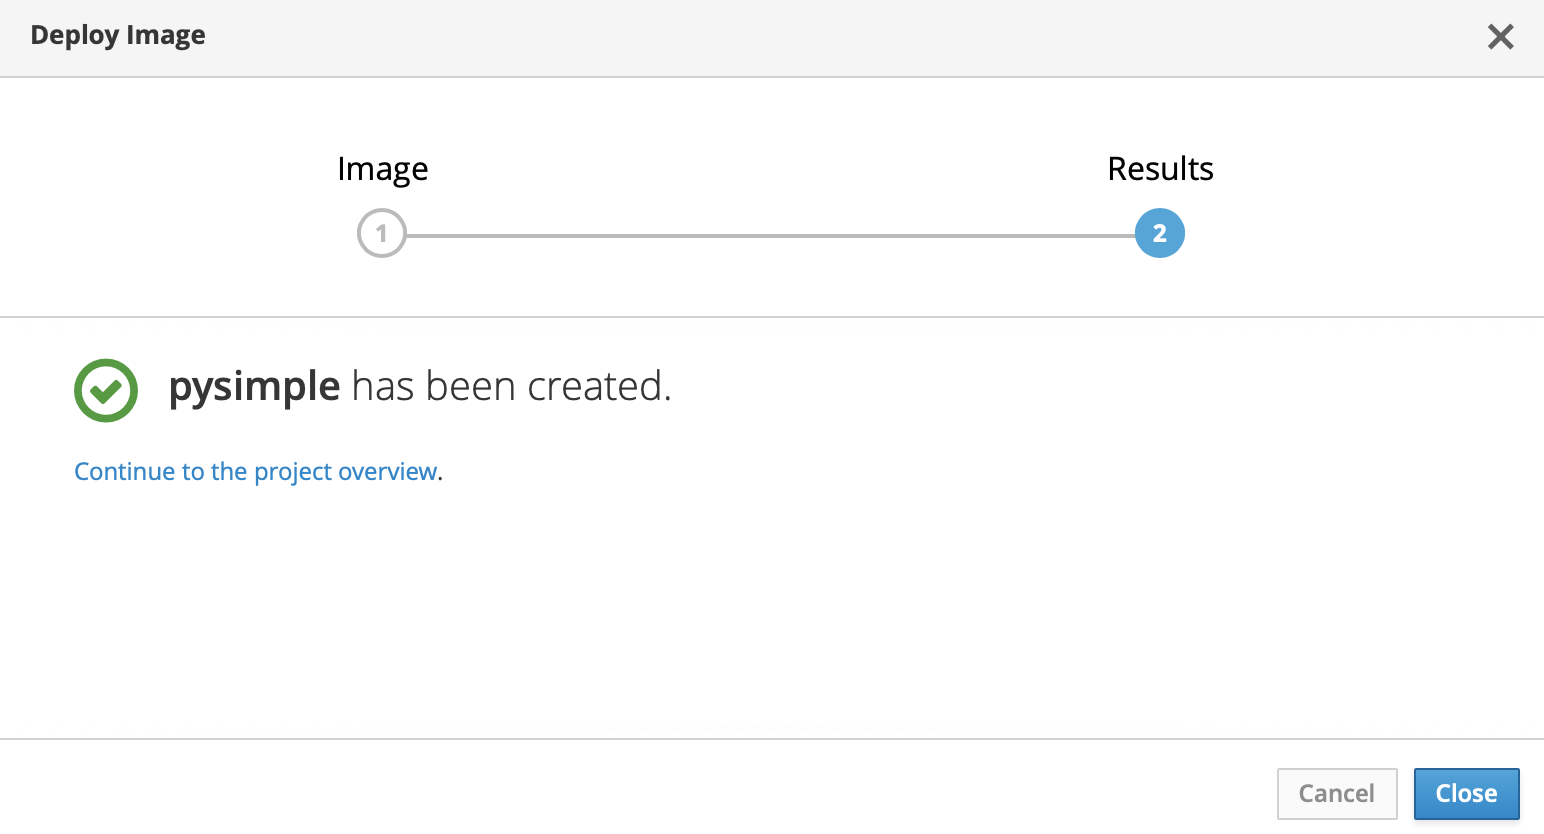 Deploy Image
Image
Results
1
2
pysimple has been created.
Continue to the project overview.
Cancel
Close